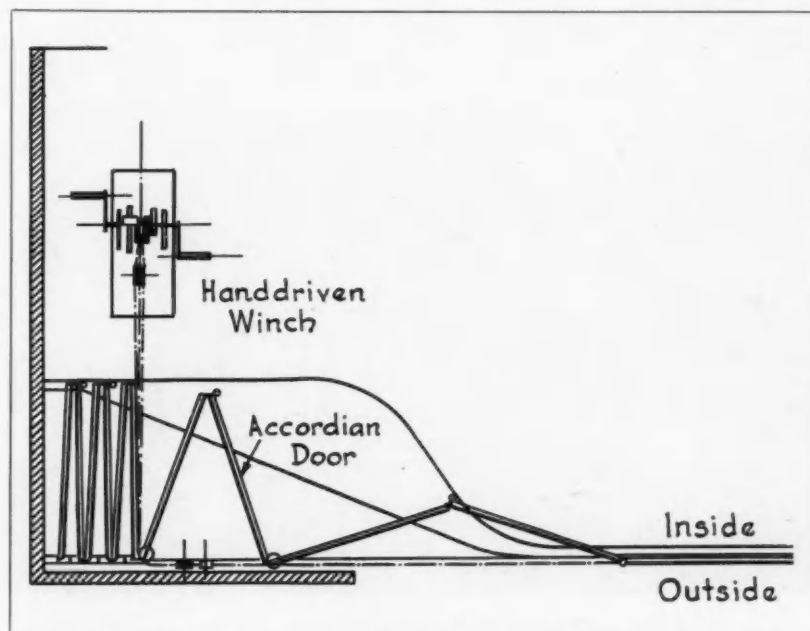 Handdriven
Winch
Accordian
Door
Inside
Outside